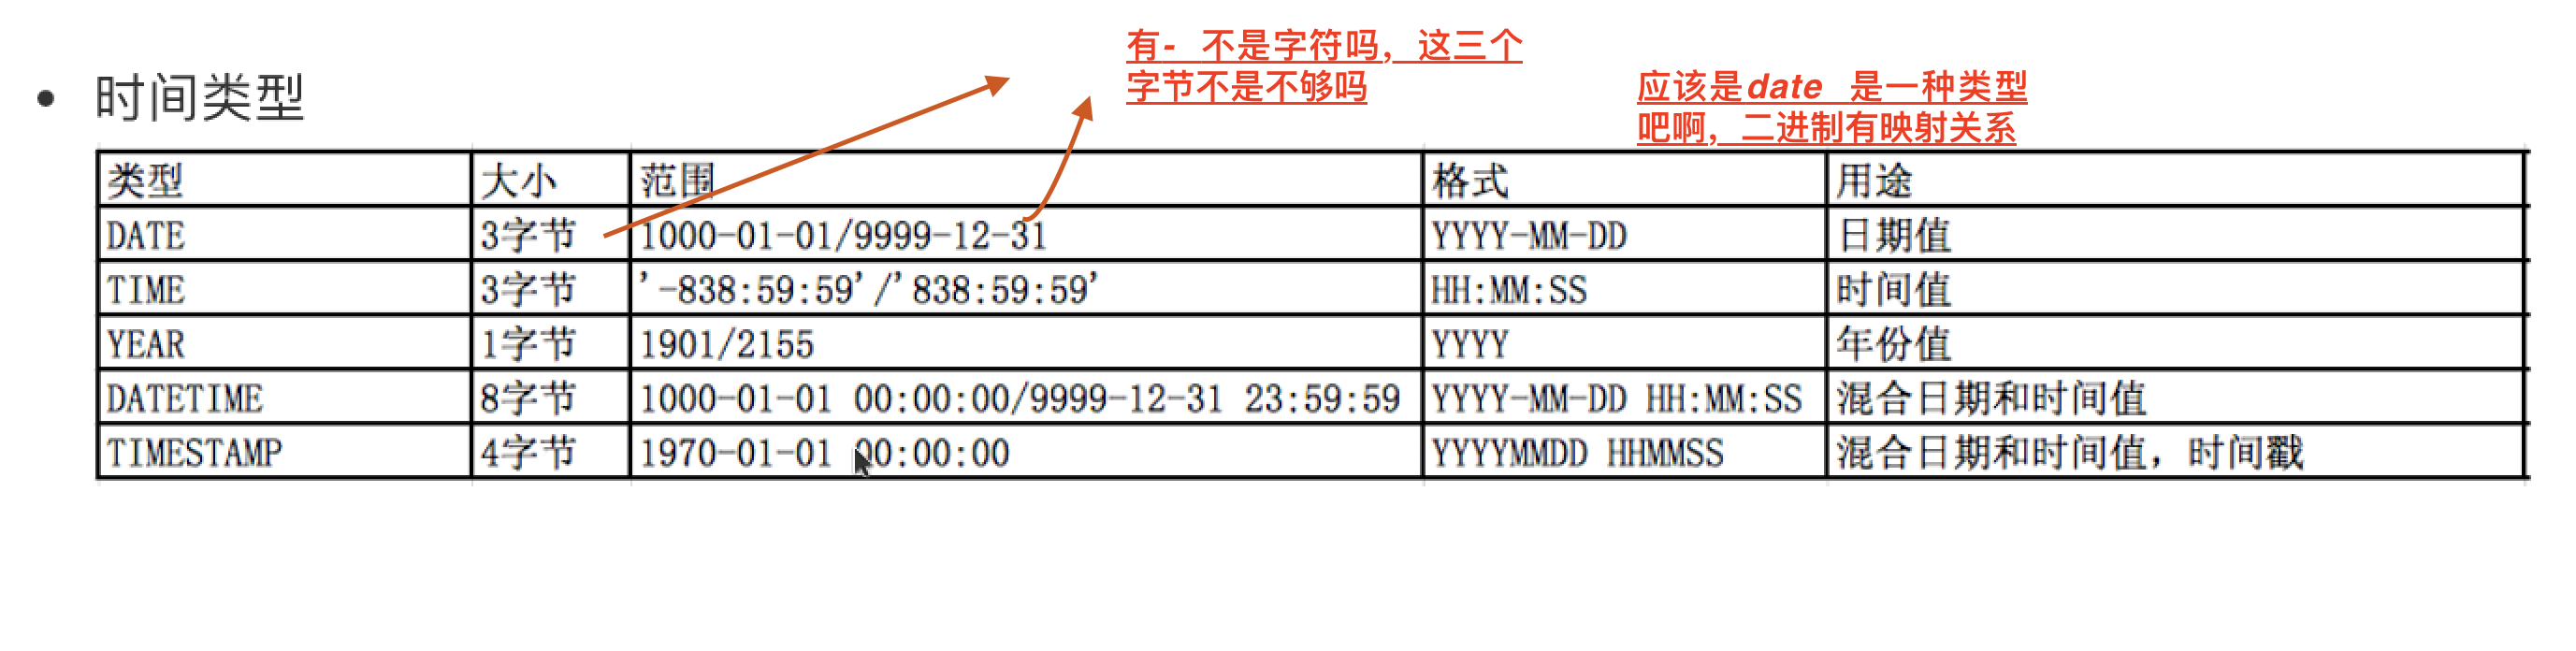 有- 不是字符吗，这三个
字节不是不够吗
应该是date 是一种类型
吧啊，二进制有映射关系
• 时间类型
类型 大小 范围 格式 用途
DATE 3字节 1000-01-01/9999-12-31 YYYY-MM-DD 日期值
TIME 3字节 '-838:59:59'/'838:59:59' HH:MM:SS 时间值
YEAR 1字节 1901/2155 YYYY 年份值
DATETIME 8字节 1000-01-01 00:00:00/9999-12-31 23:59:59 YYYY-MM-DD HH:MM:SS 混合日期和时间值
TIMESTAMP 4字节 1970-01-01 00:00:00 YYYYMMDD HHMMSS 混合日期和时间值，时间戳